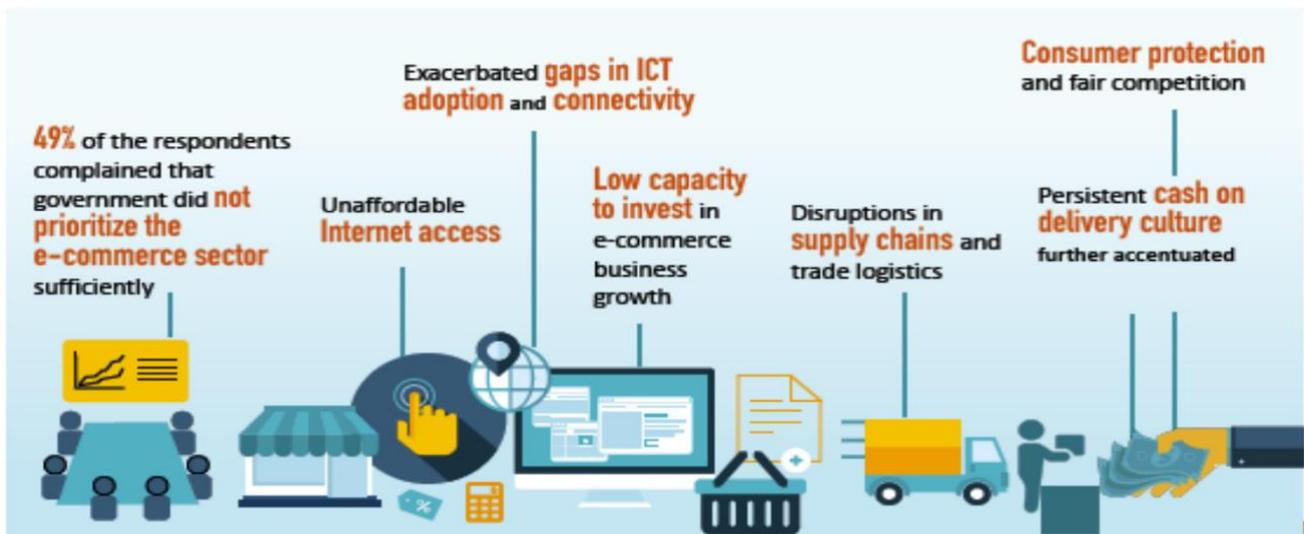 49% of the respondents
complained that
government did not
prioritize the
e-commerce sector
sufficiently
Unaffordable
Internet access
Exacerbated gaps in ICT
adoption and connectivity
Low capacity
to invest in
e-commerce
business
growth
Disruptions in
supply chains and
trade logistics
Consumer protection
and fair competition
Persistent cash on
delivery culture
further accentuated
%